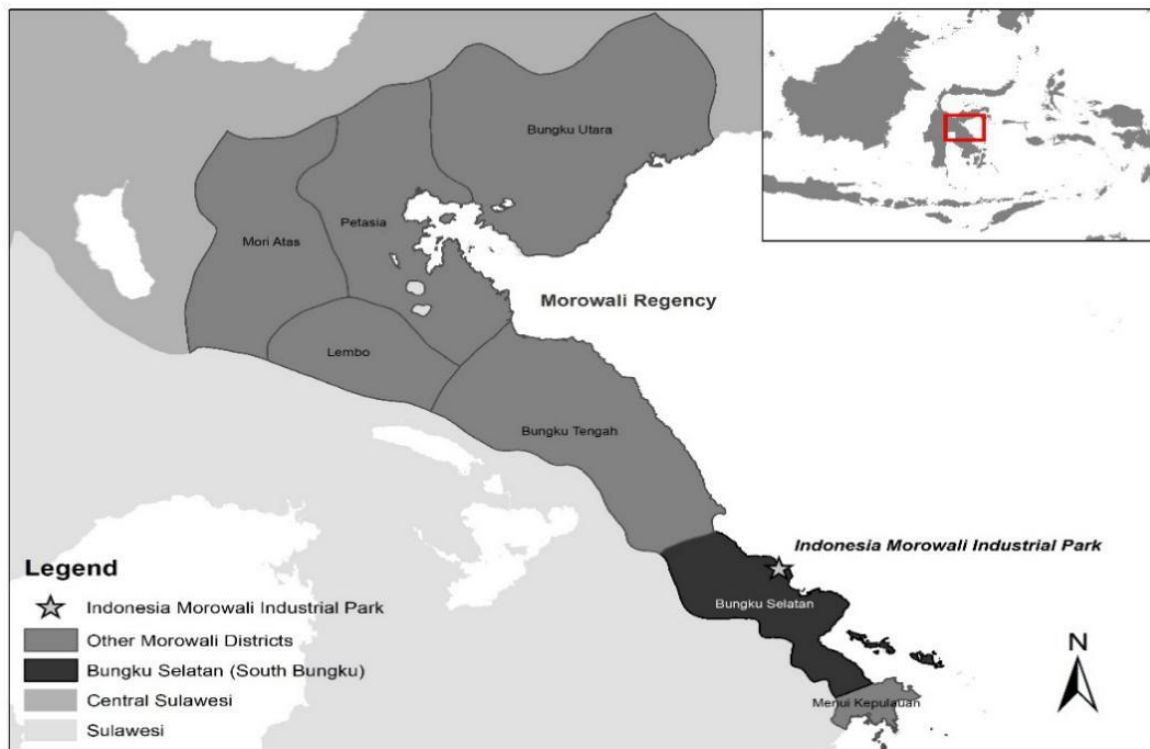 Bungku Utara
Petasia
Mori Atas
Morowali Regency
Lembo
Bungku Tengah
Indonesia Morowali Industrial Park
Bungku Selatan
Menui Kepulauan
N
Legend
Indonesia Morowali Industrial Park
Other Morowali Districts
Bungku Selatan (South Bungku)
Central Sulawesi
Sulawesi